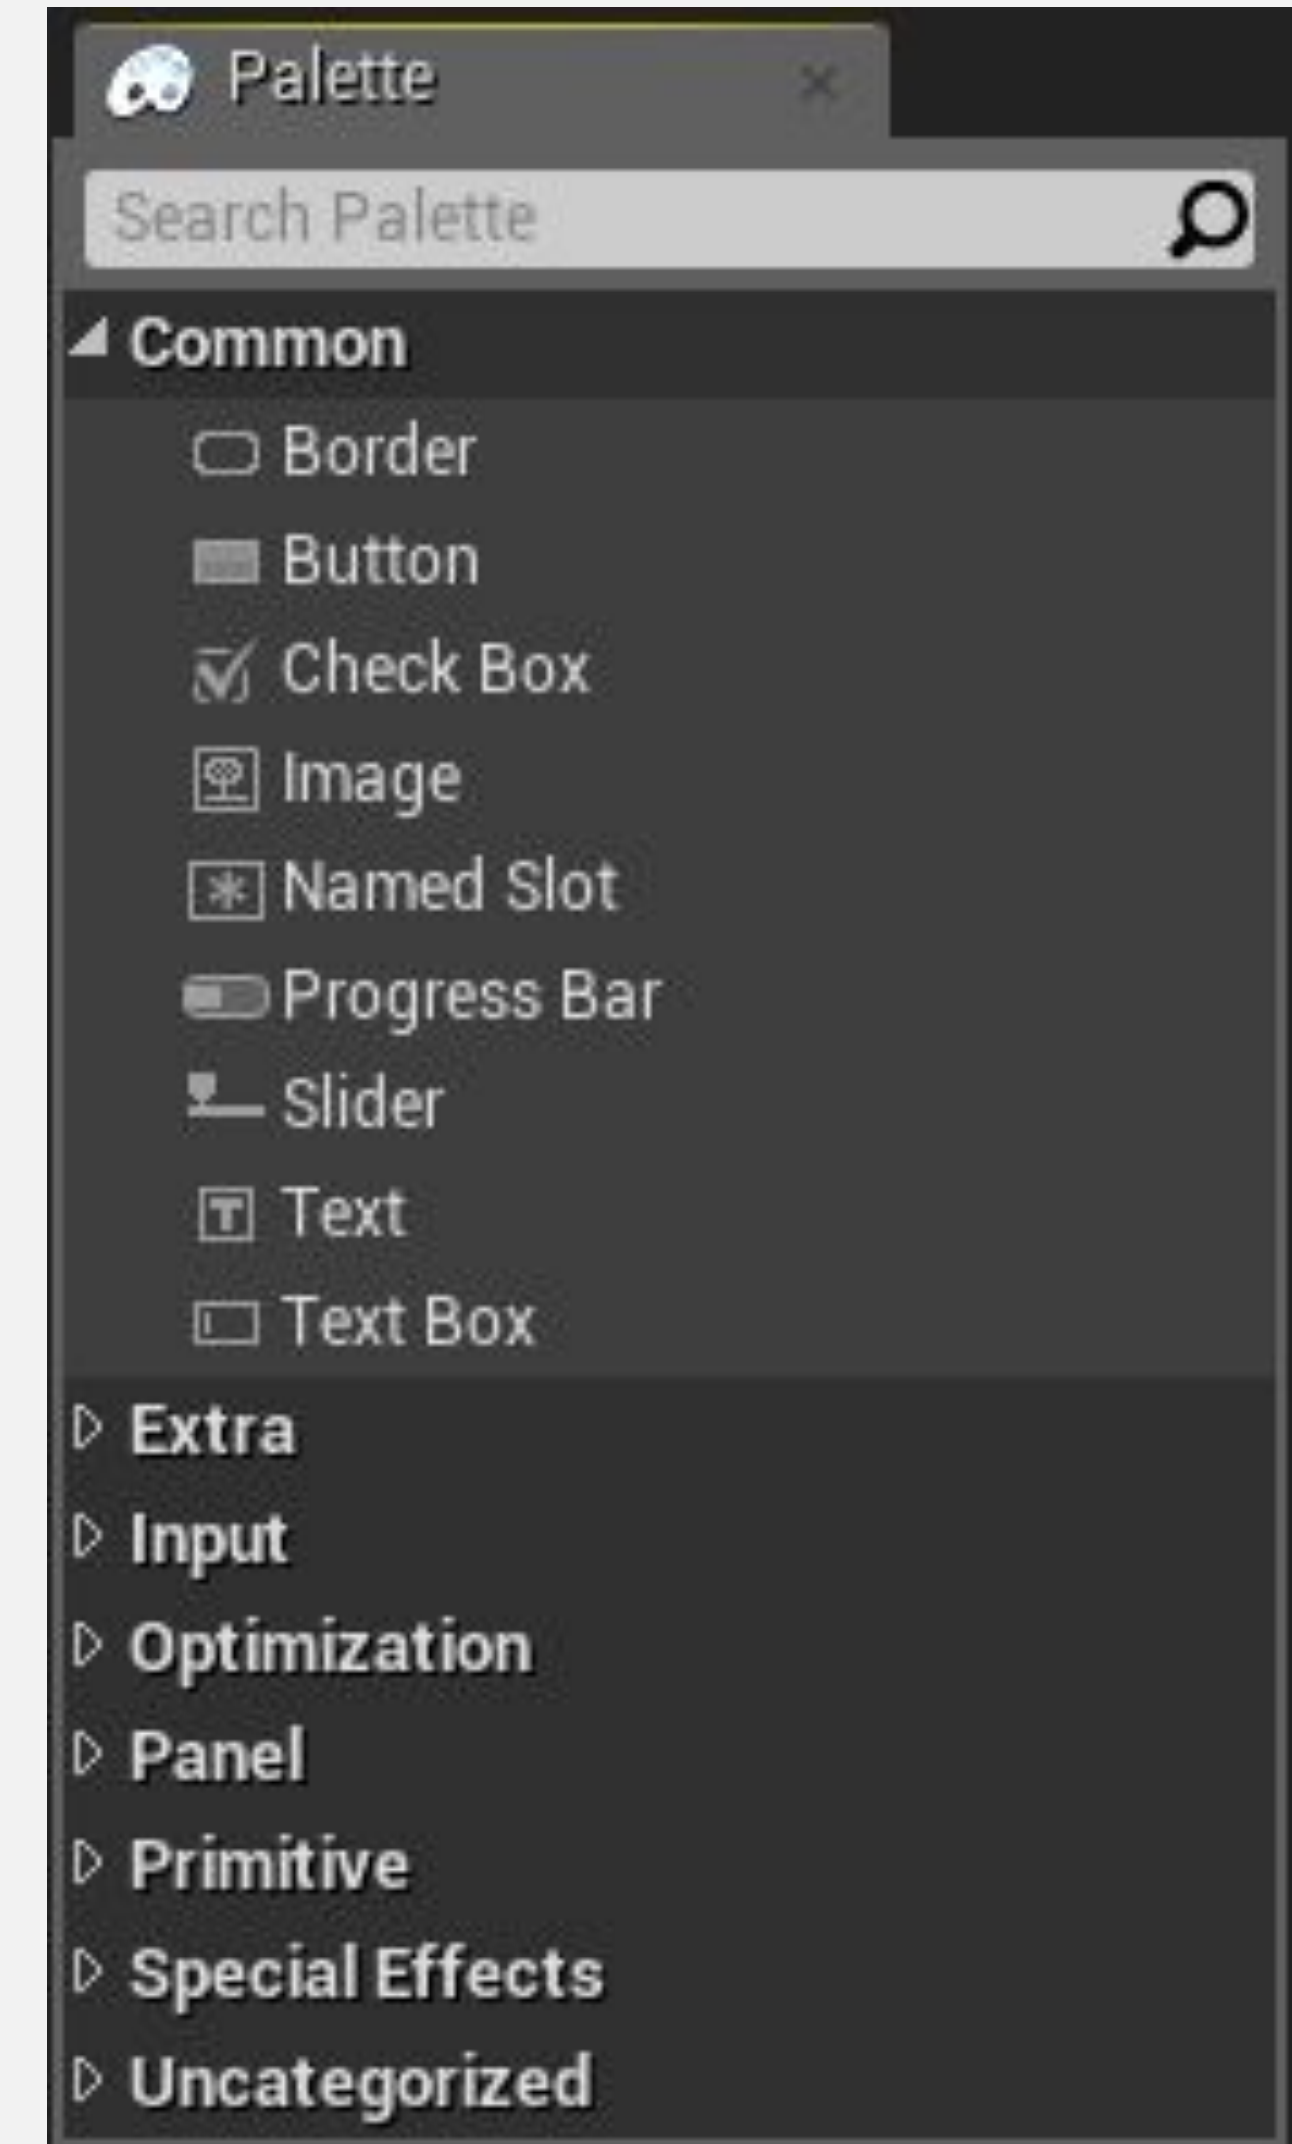 Palette
Search Palette
Common
Border
Button
Check Box
Image
Named Slot
Progress Bar
Slider
Text
Text Box
Extra
Input
Optimization
Panel
Primitive
Special Effects
Uncategorized